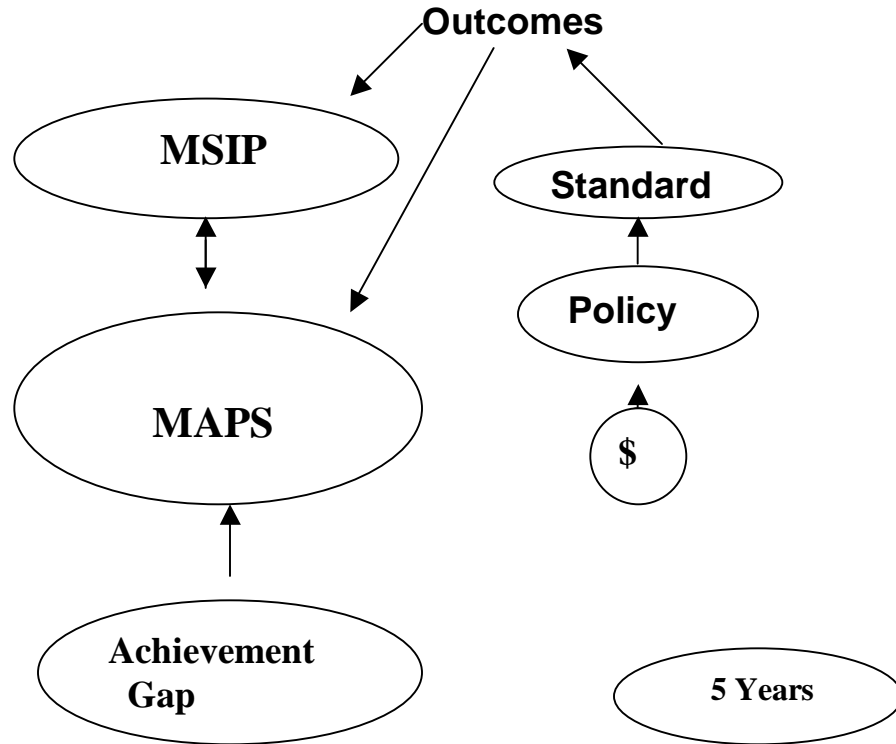 Outcomes
MSIP
Standard
Policy
MAPS
$
Achievement
Gap
5 Years